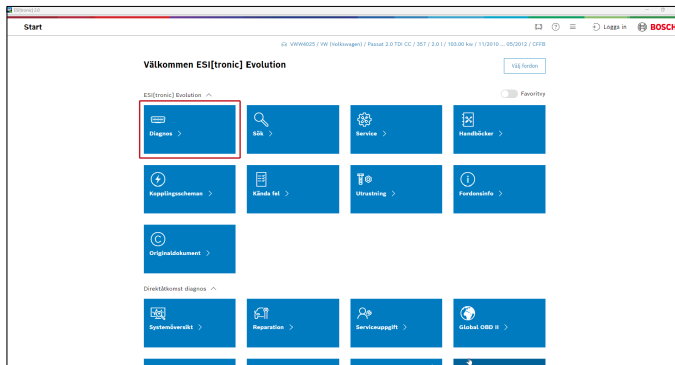 ESI[tronic] 2.0
Start
Logga in
BOSCH
VWW4025 / VW (Volkswagen) / Passat 2.0 TDI CC / 357 / 2.0 l / 103.00 kw / 11/2010 ... 05/2012 / CFFB
Välkommen ESI[tronic] Evolution
Välj fordon
ESI[tronic] Evolution
Favoritvy
Diagnos
Sök
Service
Handböcker
Kopplingsscheman
Kända fel
Utrustning
Fordonsinfo
Originaldokument
Direktåtkomst diagnos
Systemöversikt
Reparation
Serviceuppgift
Global OBD II